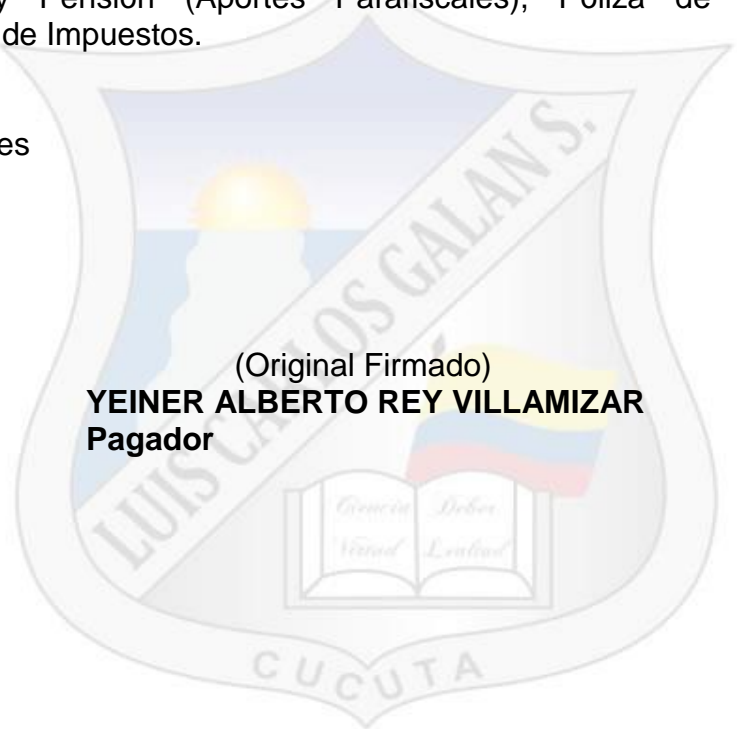 y Pensión (Aportes Parafiscales), Póliza de
de Impuestos.
es
LUIS CARLOS GALÁN S.
(Original Firmado)
YEINER ALBERTO REY VILLAMIZAR
Pagador
Ciencia Deber
Virtud Lealtad
CUCUTA